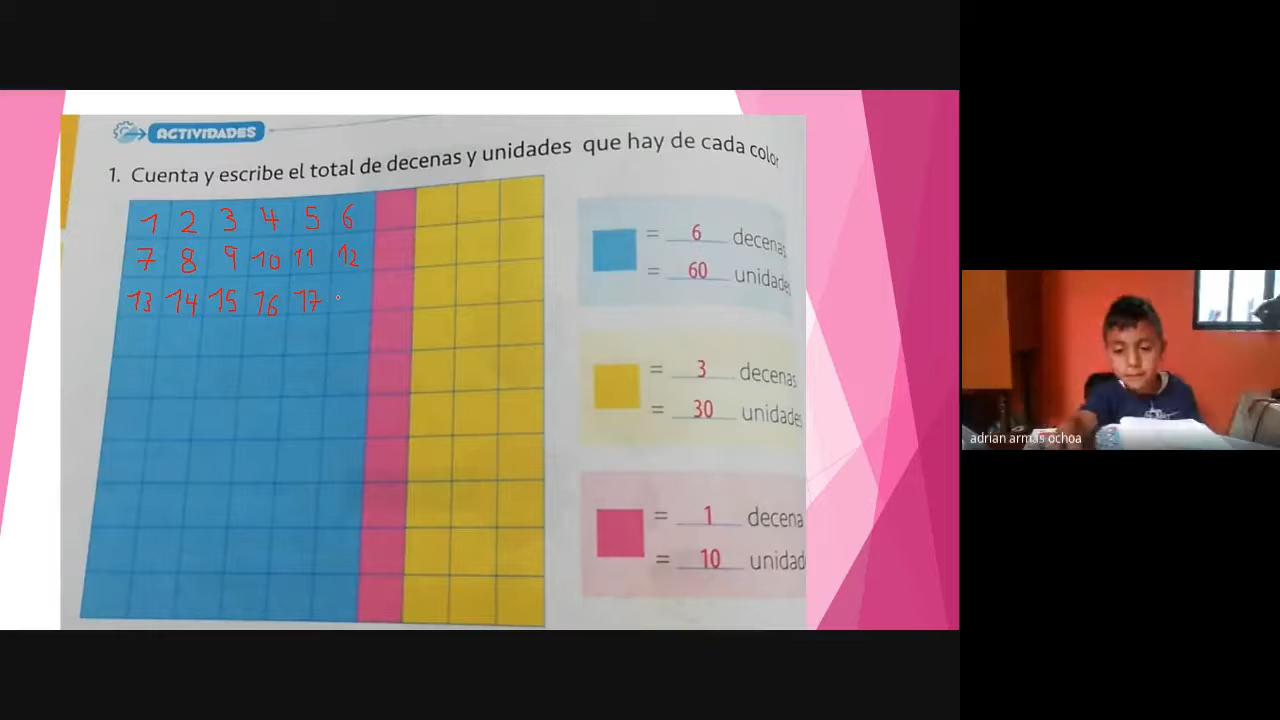 ACTIVIDADES
1. Cuenta y escribe el total de decenas y unidades que hay de cada color
1 2 3 4 5 6
7 8 9 10 11 12
13 14 15 16 17
= 6 decenas
= 60 unidades
= 3 decenas
= 30 unidades
= 1 decena
= 10 unidad
adrian armas ochoa